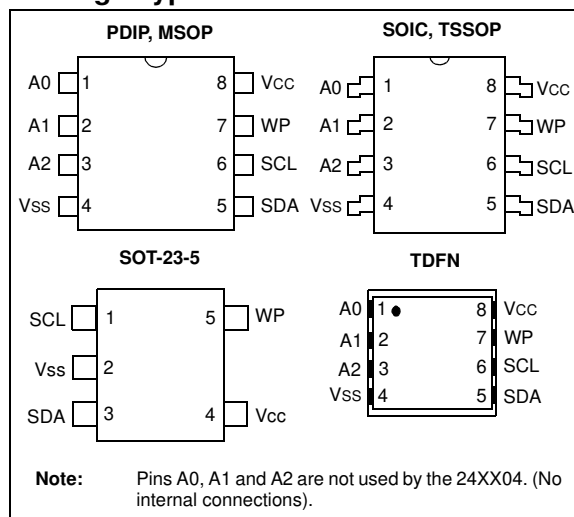 PDIP, MSOP
A0 1 8 VCC
A1 2 7 WP
A2 3 6 SCL
VSS 4 5 SDA
SOIC, TSSOP
A0 1 8 VCC
A1 2 7 WP
A2 3 6 SCL
VSS 4 5 SDA
SOT-23-5
SCL 1 5 WP
Vss 2
SDA 3 4 Vcc
TDFN
A0 1 8 VCC
A1 2 7 WP
A2 3 6 SCL
VSS 4 5 SDA
Note: Pins A0, A1 and A2 are not used by the 24XX04. (No
internal connections).